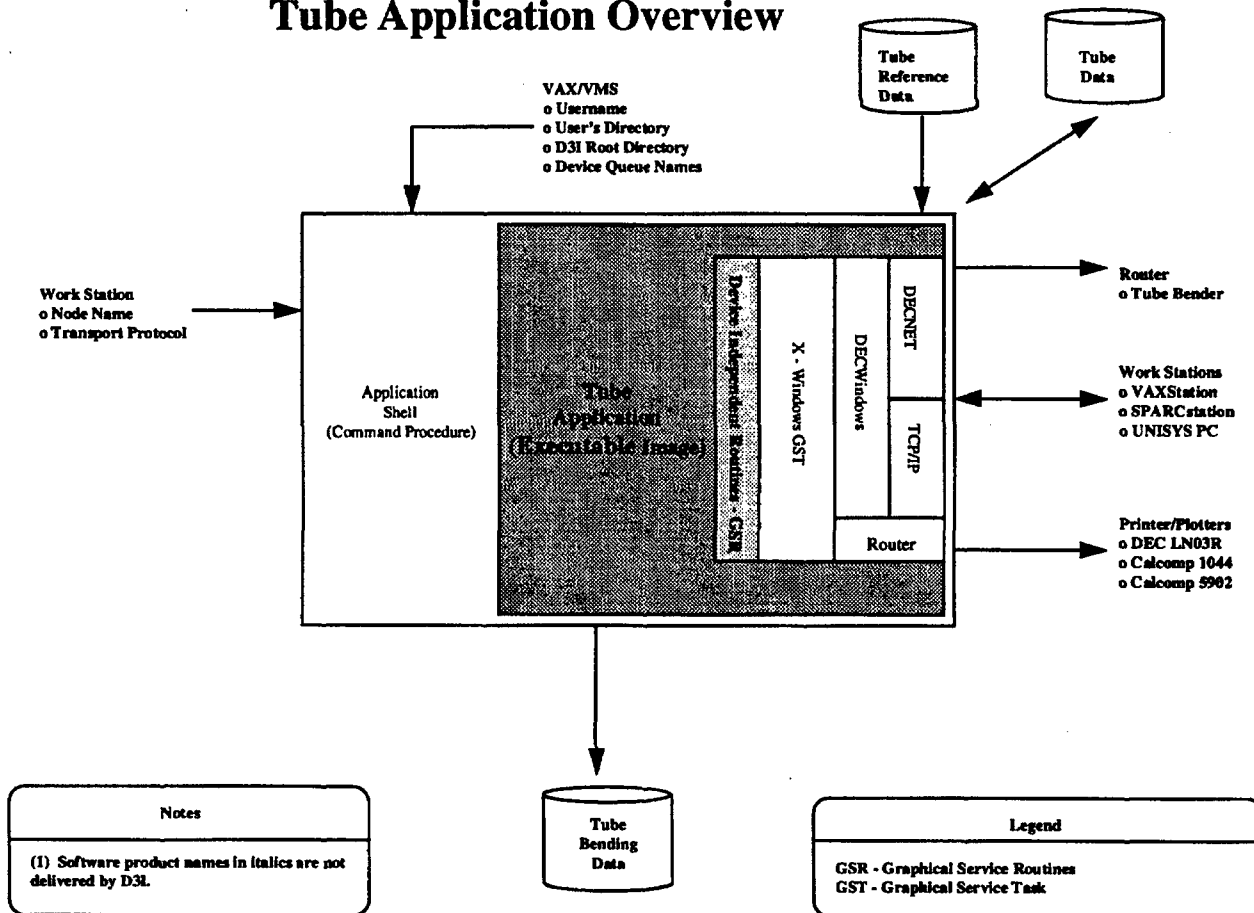 Tube Application Overview
Tube
Reference
Data
Tube
Data
VAX/VMS
o Username
o User's Directory
o D3I Root Directory
o Device Queue Names
Work Station
o Node Name
o Transport Protocol
Application
Shell
(Command Procedure)
Tube
Application
(Executable Image)
Device Independent Routines - GSR
X - Windows GST
DECWindows
DECNET
TCP/IP
Router
Router
o Tube Bender
Work Stations
o VAXStation
o SPARCstation
o UNISYS PC
Printer/Plotters
o DEC LN03R
o Calcomp 1044
o Calcomp 5902
Tube
Bending
Data
Notes
(1) Software product names in italics are not
delivered by D3I.
Legend
GSR - Graphical Service Routines
GST - Graphical Service Task